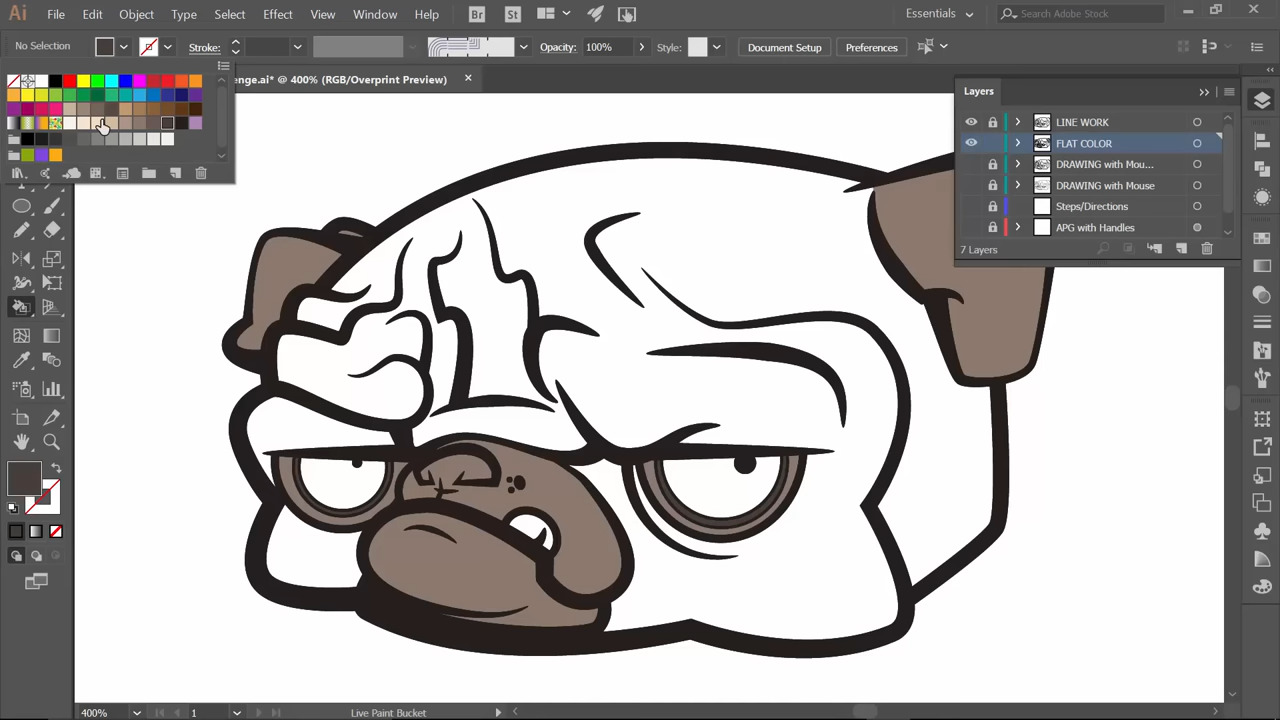 Ai File Edit Object Type Select Effect View Window Help Br St Essentials Search Adobe Stock
No Selection Stroke: Opacity: 100% Style: Document Setup Preferences
enge.ai* @ 400% (RGB/Overprint Preview)
Layers
LINE WORK
FLAT COLOR
DRAWING with Mou...
DRAWING with Mouse
Steps/Directions
APG with Handles
7 Layers
400% 1 Live Paint Bucket